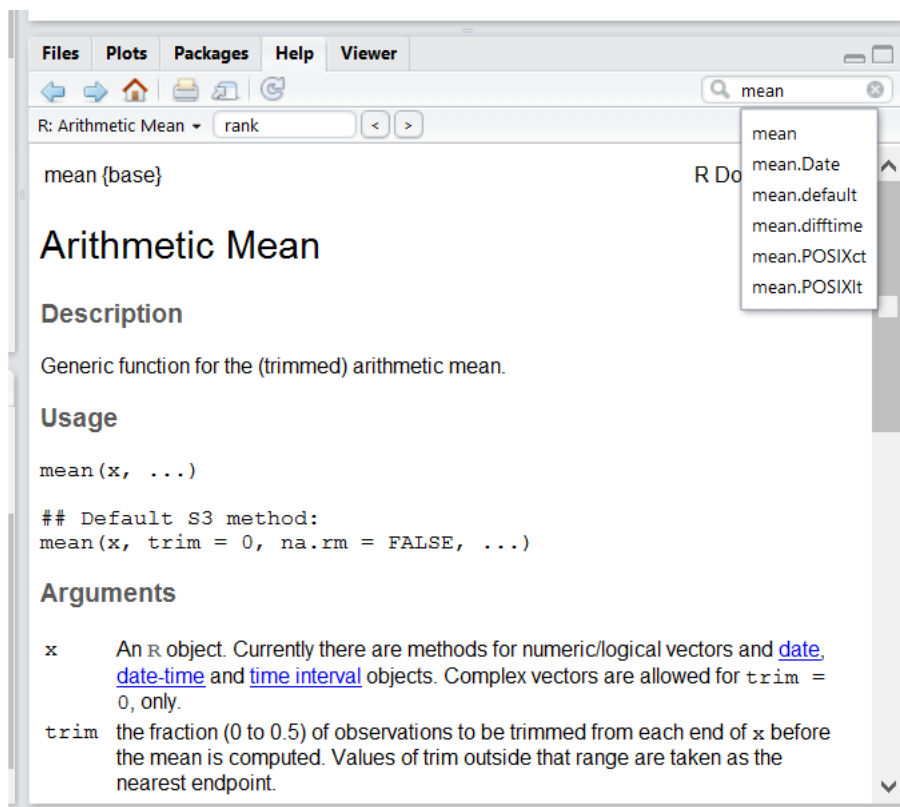 Files Plots Packages Help Viewer
mean
R: Arithmetic Mean rank < >
mean
mean.Date
mean.default
mean.difftime
mean.POSIXct
mean.POSIXlt
mean {base} R Do
Arithmetic Mean
Description
Generic function for the (trimmed) arithmetic mean.
Usage
mean(x, ...)
## Default S3 method:
mean(x, trim = 0, na.rm = FALSE, ...)
Arguments
x An R object. Currently there are methods for numeric/logical vectors and date,
date-time and time interval objects. Complex vectors are allowed for trim =
0, only.
trim the fraction (0 to 0.5) of observations to be trimmed from each end of x before
the mean is computed. Values of trim outside that range are taken as the
nearest endpoint.